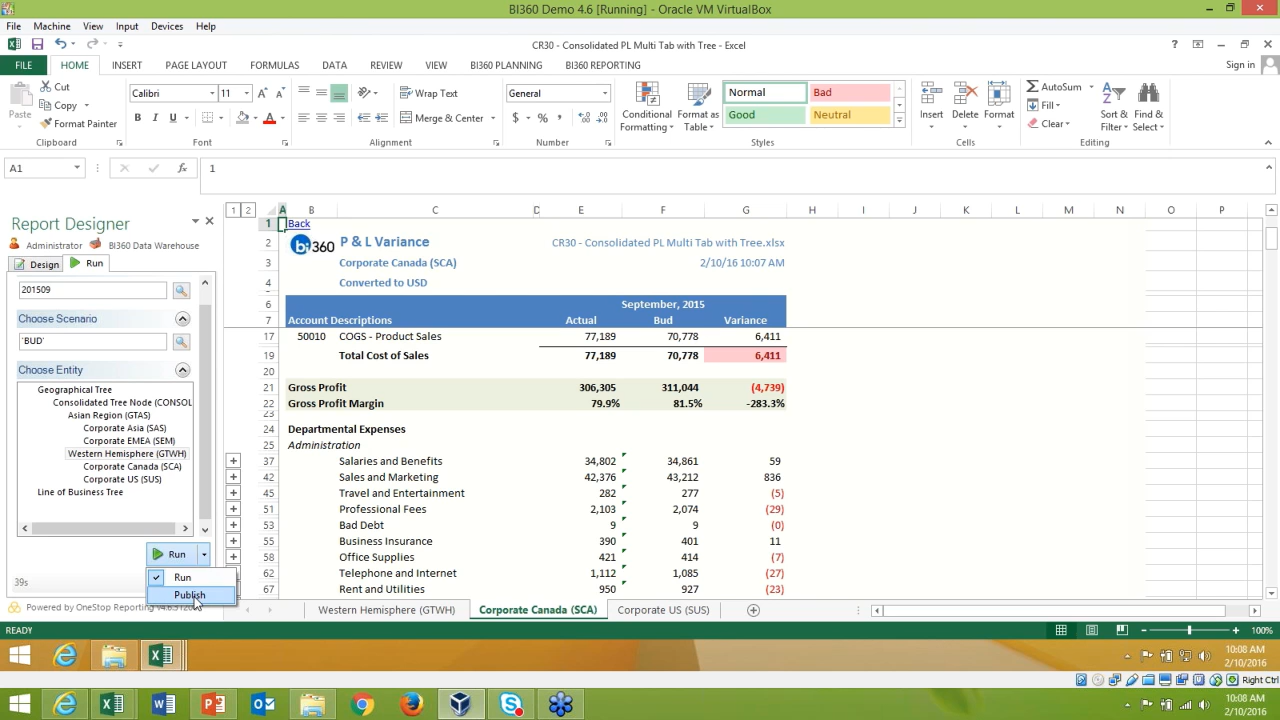 BI360 Demo 4.6 [Running] - Oracle VM VirtualBox
File Machine View Input Devices Help
CR30 - Consolidated PL Multi Tab with Tree - Excel
FILE HOME INSERT PAGE LAYOUT FORMULAS DATA REVIEW VIEW BI360 PLANNING BI360 REPORTING Sign in
Paste Cut Copy Format Painter Clipboard
Calibri 11 B I U A A A Font
Wrap Text Merge & Center Alignment
General $ % , Number
Conditional Formatting Format as Table Normal Bad Good Neutral Styles
Insert Delete Format Cells
AutoSum Fill Clear Sort & Filter Find & Select Editing
A1 fx 1
Report Designer
Administrator BI360 Data Warehouse
Design Run
201509
Choose Scenario
'BUD'
Choose Entity
Geographical Tree
Consolidated Tree Node (CONSOL
Asian Region (GTAS)
Corporate Asia (SAS)
Corporate EMEA (SEM)
Western Hemisphere (GTWH)
Corporate Canada (SCA)
Corporate US (SUS)
Line of Business Tree
Run
Run
Publish
39s
Powered by OneStop Reporting
1 2 A B C D E F G H I J K L M N O P Q R
1 Back
2 bi360 P & L Variance CR30 - Consolidated PL Multi Tab with Tree.xlsx
3 Corporate Canada (SCA) 2/10/16 10:07 AM
4 Converted to USD
6 September, 2015
7 Account Descriptions Actual Bud Variance
17 50010 COGS - Product Sales 77,189 70,778 6,411
19 Total Cost of Sales 77,189 70,778 6,411
20
21 Gross Profit 306,305 311,044 (4,739)
22 Gross Profit Margin 79.9% 81.5% -283.3%
23
24 Departmental Expenses
25 Administration
37 Salaries and Benefits 34,802 34,861 59
42 Sales and Marketing 42,376 43,212 836
45 Travel and Entertainment 282 277 (5)
51 Professional Fees 2,103 2,074 (29)
53 Bad Debt 9 9 (0)
55 Business Insurance 390 401 11
56 Office Supplies 421 414 (7)
62 Telephone and Internet 1,112 1,085 (27)
67 Rent and Utilities 950 927 (23)
Western Hemisphere (GTWH) Corporate Canada (SCA) Corporate US (SUS)
READY 100%
10:08 AM
2/10/2016
Right Ctrl
10:08 AM
2/10/2016